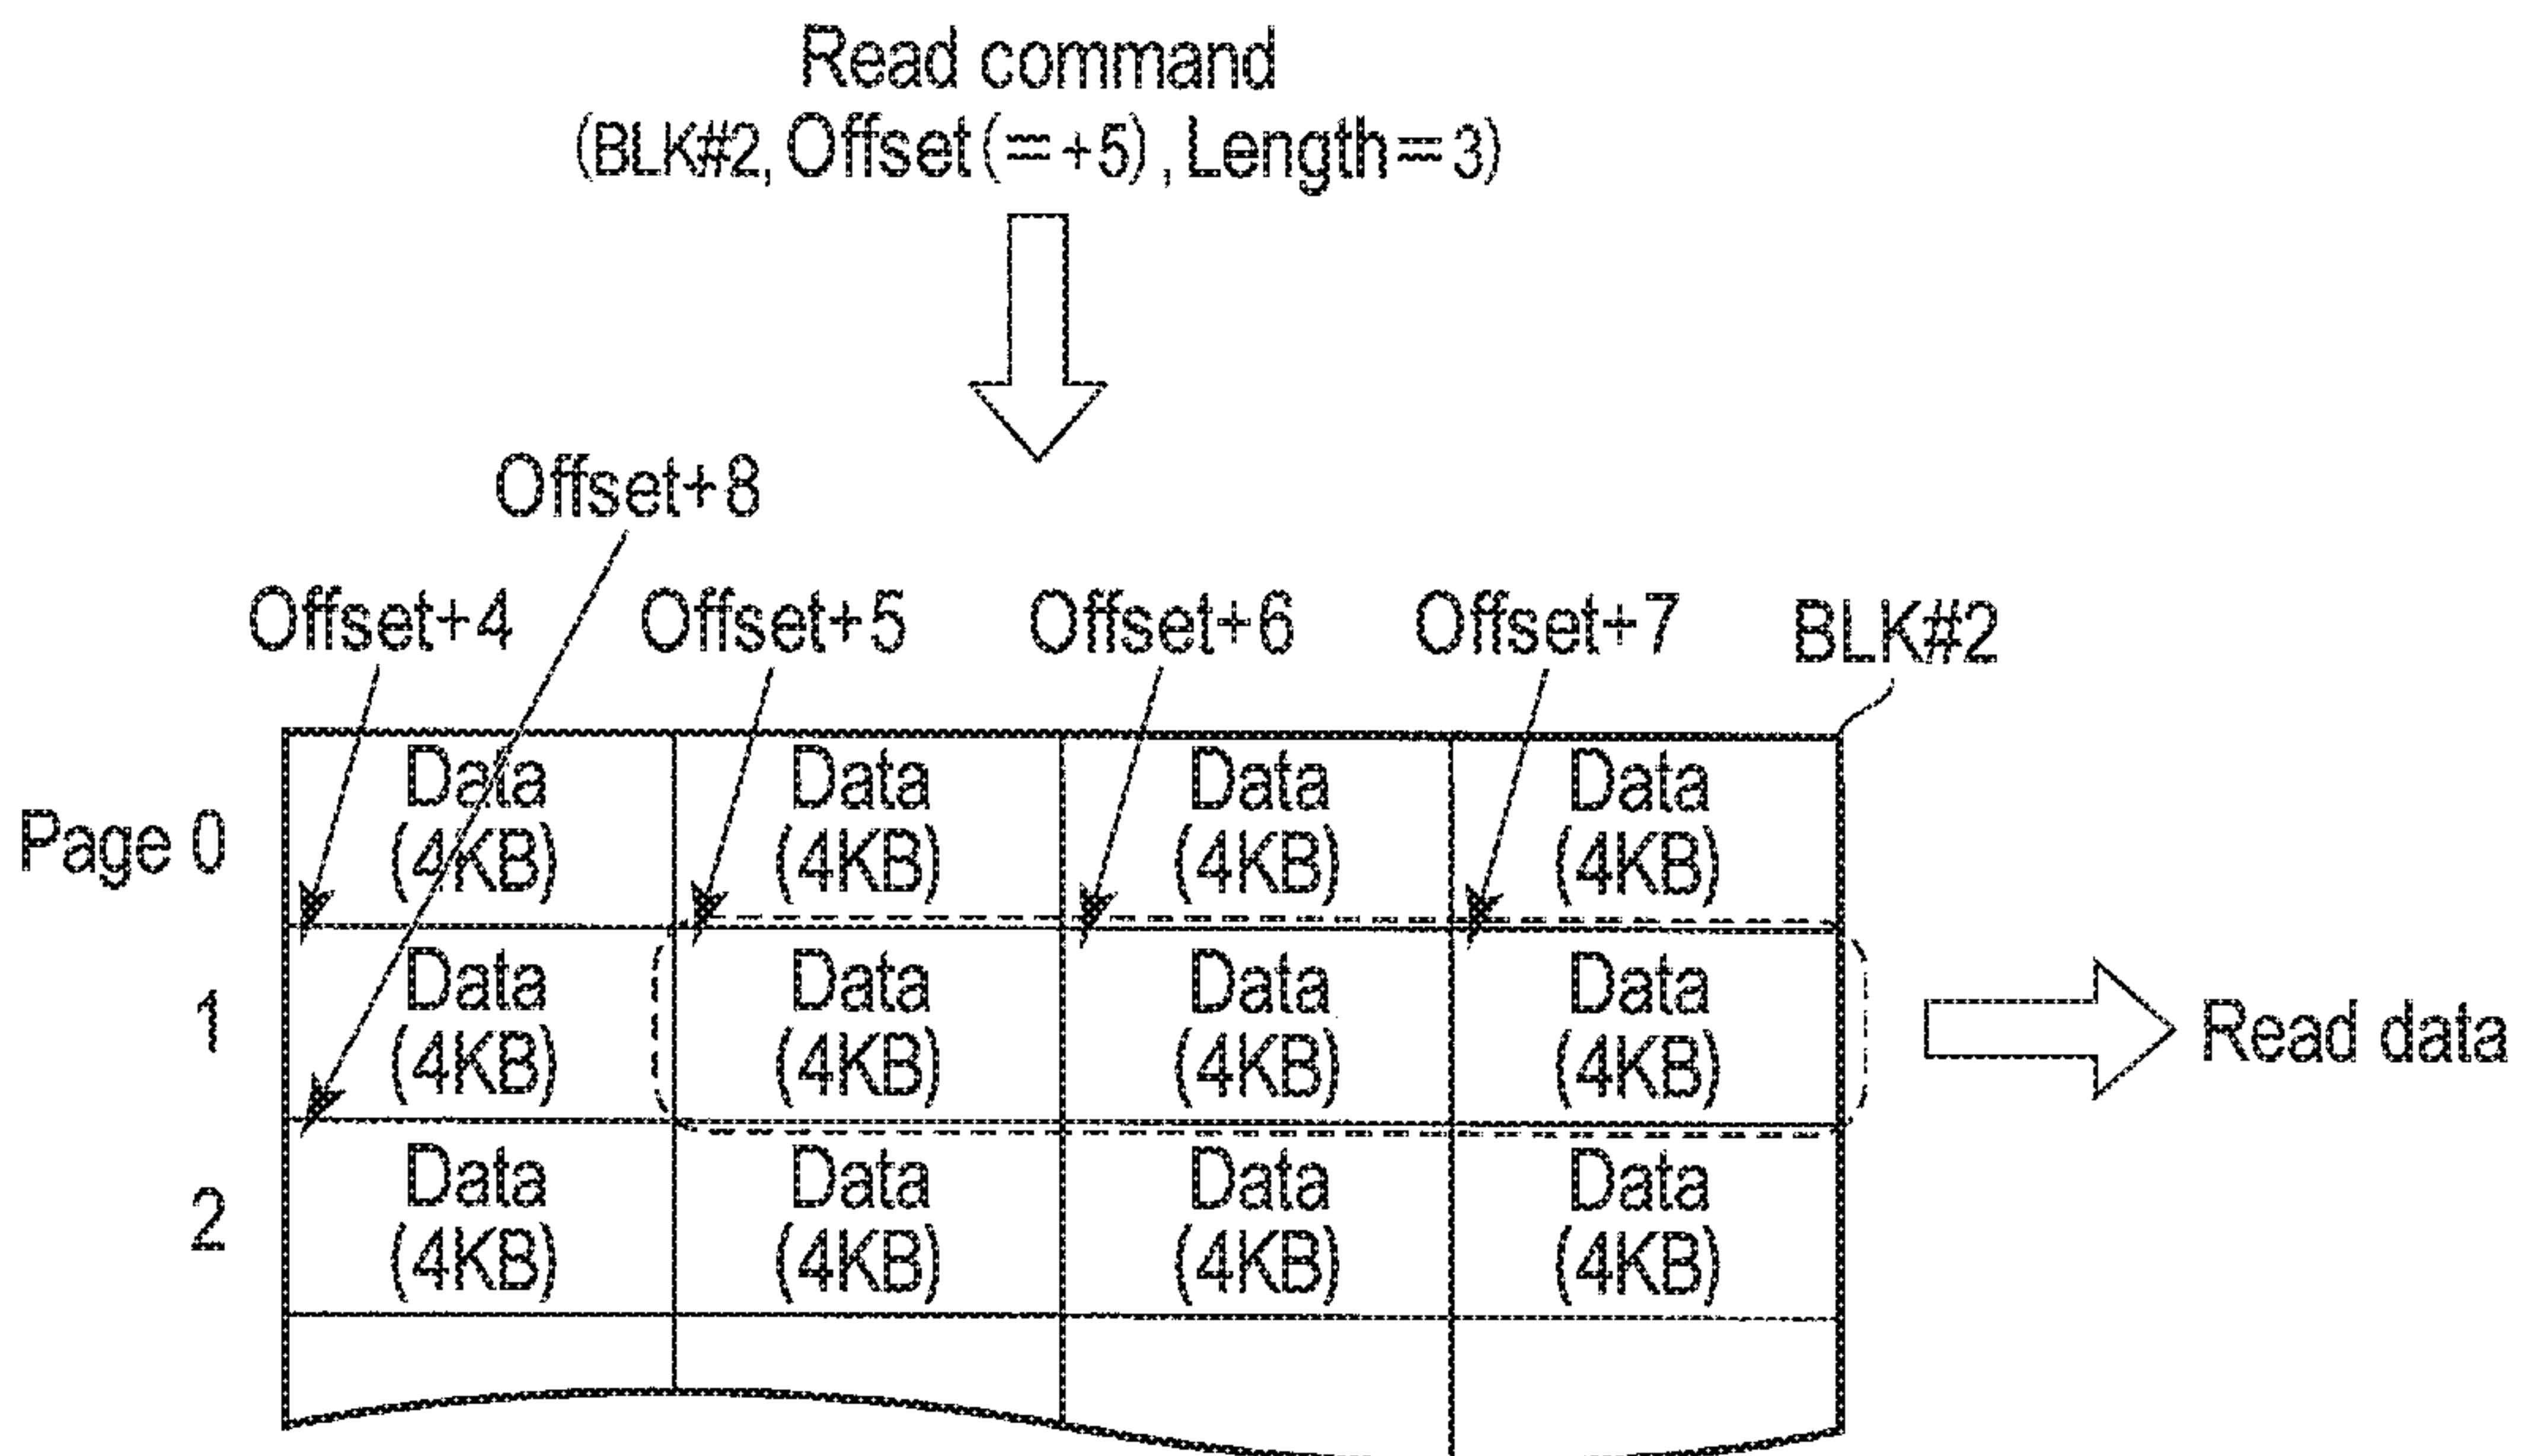 Read command
(BLK#2, Offset(=+5), Length=3)
Offset+8
Offset+4 Offset+5 Offset+6 Offset+7 BLK#2
Data Data Data Data
Page 0 (4KB) (4KB) (4KB) (4KB)
Data Data Data Data
1 (4KB) (4KB) (4KB) (4KB) Read data
Data Data Data Data
2 (4KB) (4KB) (4KB) (4KB)